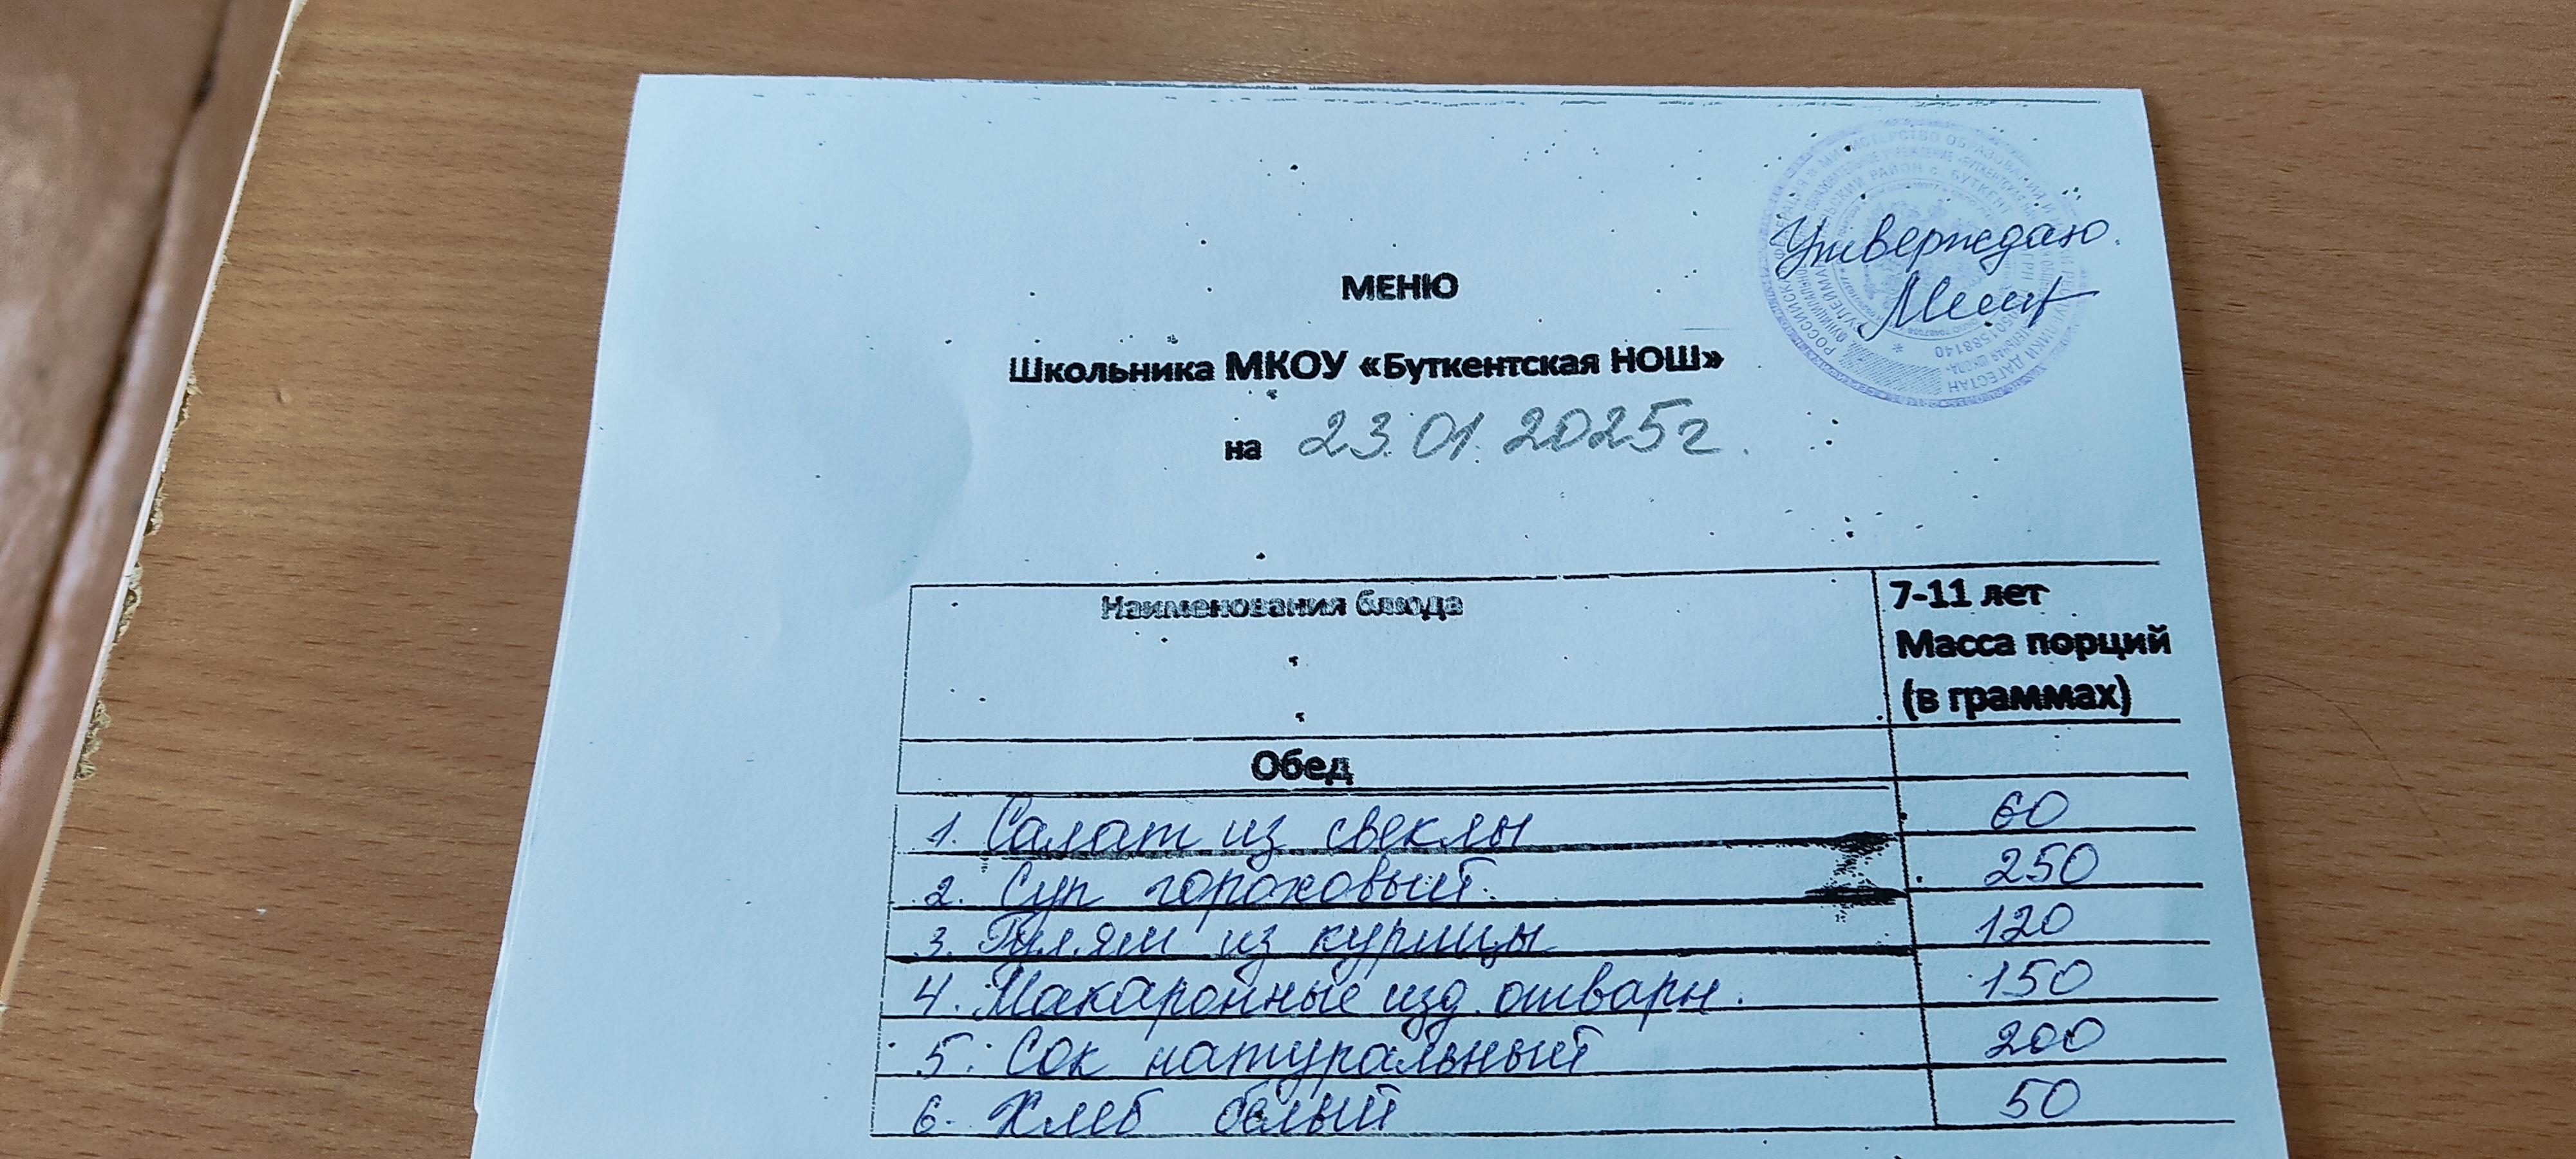 Утверждаю
МЕНЮ
Школьника МКОУ «Буткентская НОШ»
на 23.01.2025г.
Наименования блюда
7-11 лет
Масса порций
(в граммах)
Обед
1. Салат из свеклы 60
2. Суп гороховый. 250
3. Гуляш из курицы 120
4. Макаронные изд. отварн. 150
5. Сок натуральный 200
6. Хлеб белый 50